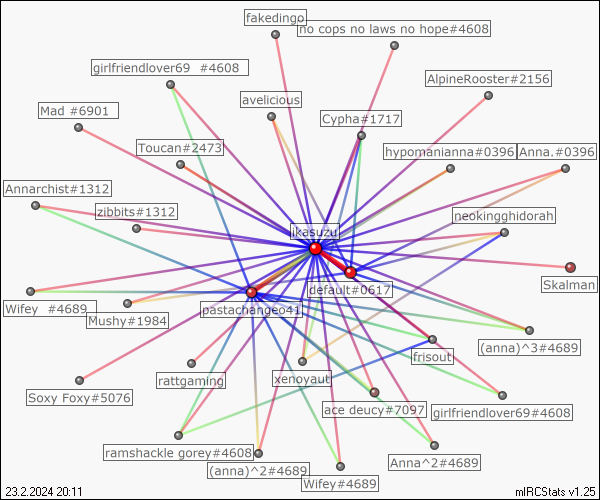 fakedingo
no cops no laws no hope#4608
girlfriendlover69 #4608
AlpineRooster#2156
avelicious
Mad #6901
Cypha#1717
Toucan#2473
hypomanianna#0396
Anna.#0396
Annarchist#1312
zibbits#1312
neokingghidorah
ikasuzu
Skalman
default#0617
Wifey #4689
Mushy#1984
pastachangeo41
(anna)^3#4689
frisout
rattgaming
xenoyaut
Soxy Foxy#5076
ace deucy#7097
girlfriendlover69#4608
ramshackle gorey#4608
(anna)^2#4689
Anna^2#4689
Wifey#4689
23.2.2024 20:11
mIRCStats v1.25